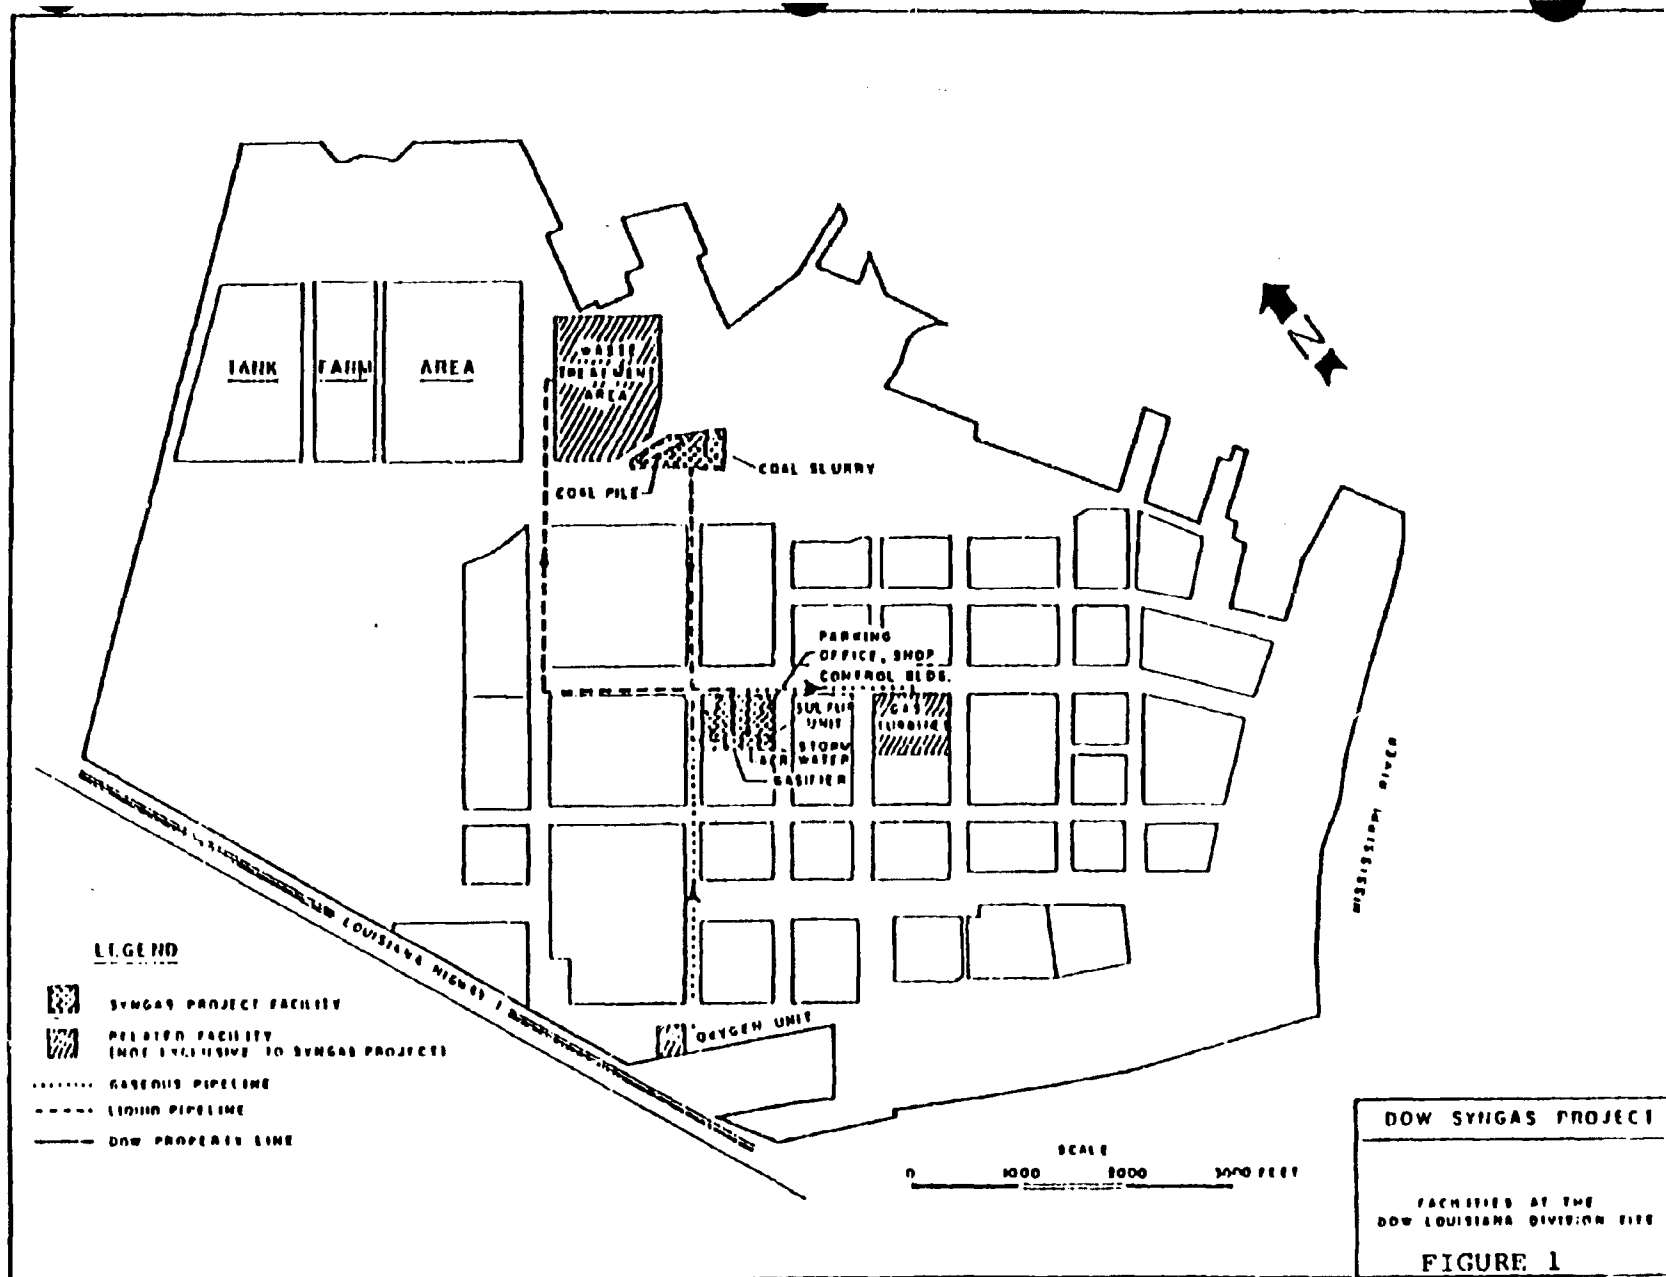 TANK FARM AREA
WASTE
TREATMENT
AREA
COAL SLURRY
COAL PILE
PARKING
OFFICE, SHOP
CONTROL BLDG.
SULFUR
UNIT
GAS
TURBINES
STORM
WATER
GASIFIER
MISSISSIPPI RIVER
LOUISIANA HIGHWAY 1
OXYGEN UNIT
LEGEND
SYNGAS PROJECT FACILITY
RELATED FACILITY
(NOT EXCLUSIVE TO SYNGAS PROJECT)
GASEOUS PIPELINE
LIQUID PIPELINE
DOW PROPERTY LINE
N
SCALE
0 1000 2000 3000 FEET
DOW SYNGAS PROJECT
FACILITIES AT THE
DOW LOUISIANA DIVISION SITE
FIGURE 1